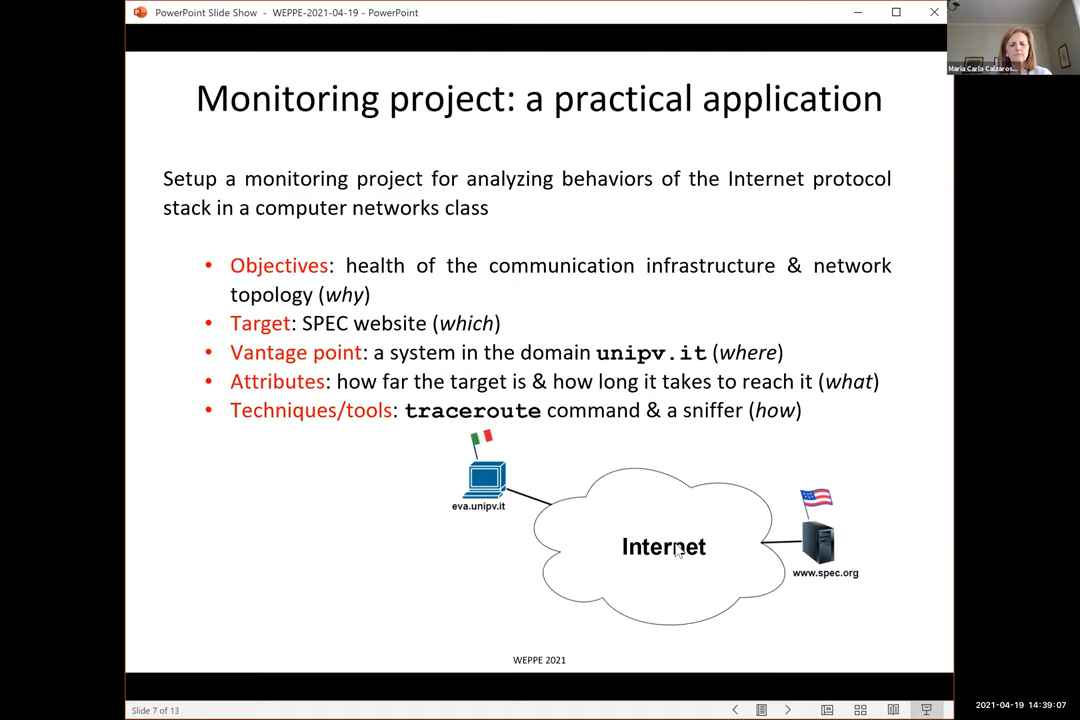 PowerPoint Slide Show - WEPPE-2021-04-19 - PowerPoint
Maria Carla Calzaros...
Monitoring project: a practical application
Setup a monitoring project for analyzing behaviors of the Internet protocol
stack in a computer networks class
• Objectives: health of the communication infrastructure & network
topology (why)
• Target: SPEC website (which)
• Vantage point: a system in the domain unipv.it (where)
• Attributes: how far the target is & how long it takes to reach it (what)
• Techniques/tools: traceroute command & a sniffer (how)
eva.unipv.it
Internet
www.spec.org
WEPPE 2021
Slide 7 of 13
2021-04-19 14:39:07